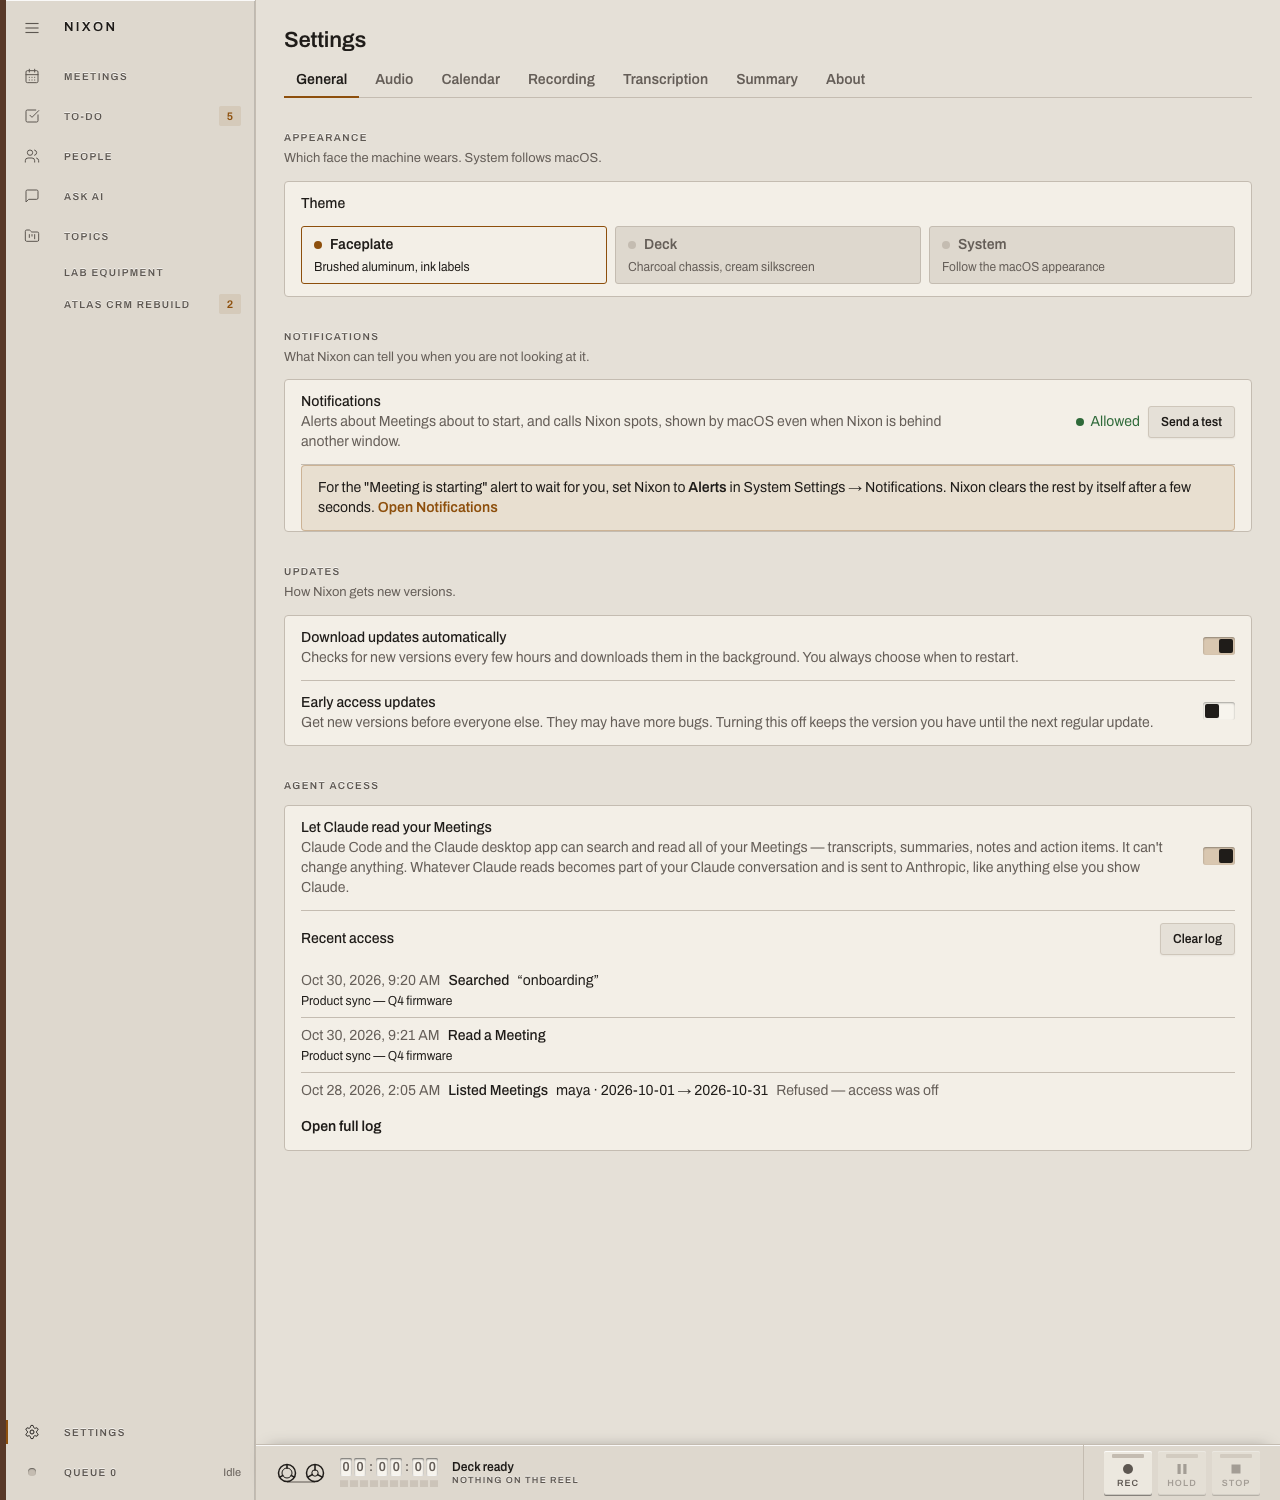 NIXON
MEETINGS
TO-DO 5
PEOPLE
ASK AI
TOPICS
LAB EQUIPMENT
ATLAS CRM REBUILD 2
SETTINGS
QUEUE 0 Idle
Settings
General Audio Calendar Recording Transcription Summary About
APPEARANCE
Which face the machine wears. System follows macOS.
Theme
Faceplate
Brushed aluminum, ink labels
Deck
Charcoal chassis, cream silkscreen
System
Follow the macOS appearance
NOTIFICATIONS
What Nixon can tell you when you are not looking at it.
Notifications
Alerts about Meetings about to start, and calls Nixon spots, shown by macOS even when Nixon is behind
another window.
Allowed
Send a test
For the "Meeting is starting" alert to wait for you, set Nixon to Alerts in System Settings → Notifications. Nixon clears the rest by itself after a few
seconds. Open Notifications
UPDATES
How Nixon gets new versions.
Download updates automatically
Checks for new versions every few hours and downloads them in the background. You always choose when to restart.
Early access updates
Get new versions before everyone else. They may have more bugs. Turning this off keeps the version you have until the next regular update.
AGENT ACCESS
Let Claude read your Meetings
Claude Code and the Claude desktop app can search and read all of your Meetings — transcripts, summaries, notes and action items. It can't
change anything. Whatever Claude reads becomes part of your Claude conversation and is sent to Anthropic, like anything else you show
Claude.
Recent access
Clear log
Oct 30, 2026, 9:20 AM Searched “onboarding”
Product sync — Q4 firmware
Oct 30, 2026, 9:21 AM Read a Meeting
Product sync — Q4 firmware
Oct 28, 2026, 2:05 AM Listed Meetings maya · 2026-10-01 → 2026-10-31 Refused — access was off
Open full log
00:00:00
Deck ready
NOTHING ON THE REEL
REC HOLD STOP